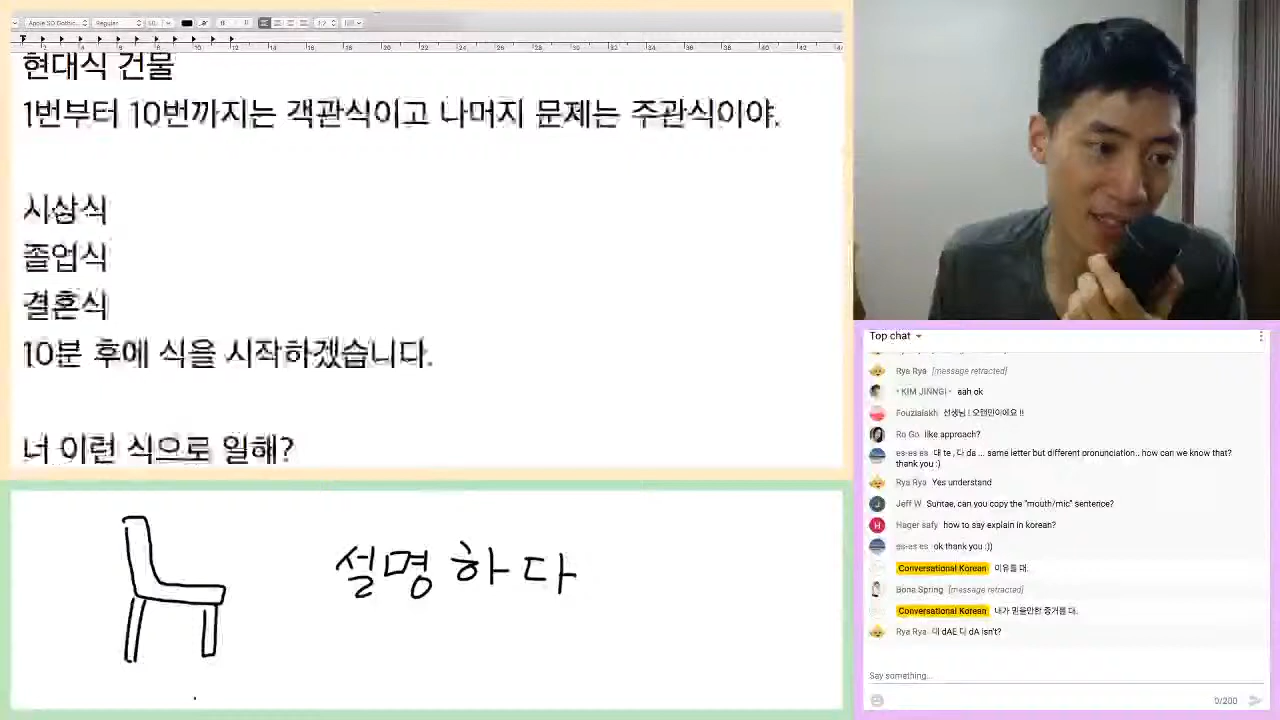 Apple SD Gothic... Regular
현대식 건물
1번부터 10번까지는 객관식이고 나머지 문제는 주관식이야.
시상식
졸업식
결혼식
10분 후에 식을 시작하겠습니다.
너 이런 식으로 일해?
설명하다
Top chat
Rya Rya [message retracted]
• KIM JINNGI • aah ok
Fouziaiakh 선생님 ! 오랜만이에요 !!
Ro Go like approach?
es-es es 대 te , 다 da ... same letter but different pronunciation.. how can we know that?
thank you :)
Rya Rya Yes understand
Jeff W Suntae, can you copy the "mouth/mic" sentence?
Hager safy how to say explain in korean?
es-es es ok thank you :))
Conversational Korean 이유를 대.
Bona Spring [message retracted]
Conversational Korean 내가 믿을만한 증거를 대.
Rya Rya 대 dAE 다 dA isn't?
Say something...
0/200